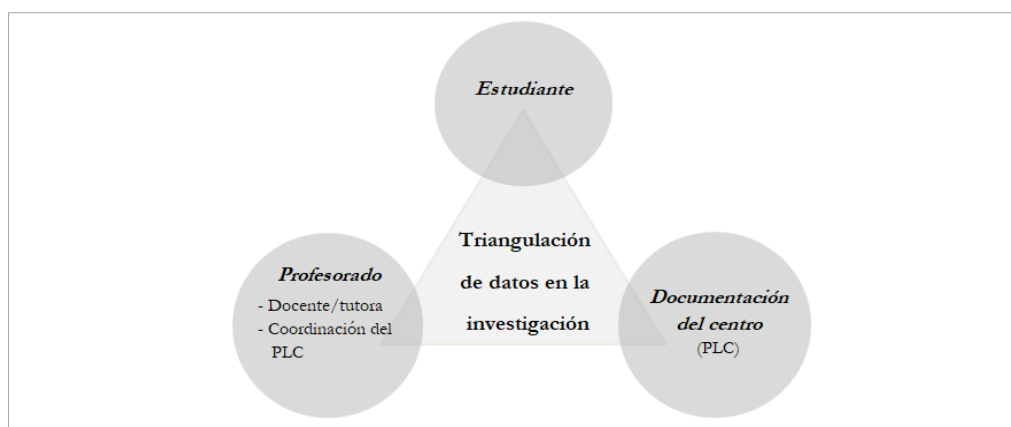 Estudiante
Triangulación
de datos en la
investigación
Profesorado
- Docente/tutora
- Coordinación del
PLC
Documentación
del centro
(PLC)